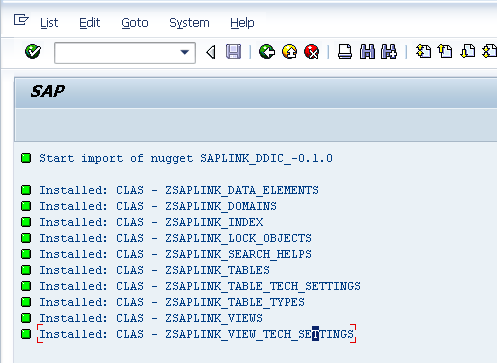 List Edit Goto System Help
SAP
Start import of nugget SAPLINK_DDIC_-0.1.0
Installed: CLAS - ZSAPLINK_DATA_ELEMENTS
Installed: CLAS - ZSAPLINK_DOMAINS
Installed: CLAS - ZSAPLINK_INDEX
Installed: CLAS - ZSAPLINK_LOCK_OBJECTS
Installed: CLAS - ZSAPLINK_SEARCH_HELPS
Installed: CLAS - ZSAPLINK_TABLES
Installed: CLAS - ZSAPLINK_TABLE_TECH_SETTINGS
Installed: CLAS - ZSAPLINK_TABLE_TYPES
Installed: CLAS - ZSAPLINK_VIEWS
Installed: CLAS - ZSAPLINK_VIEW_TECH_SETTINGS